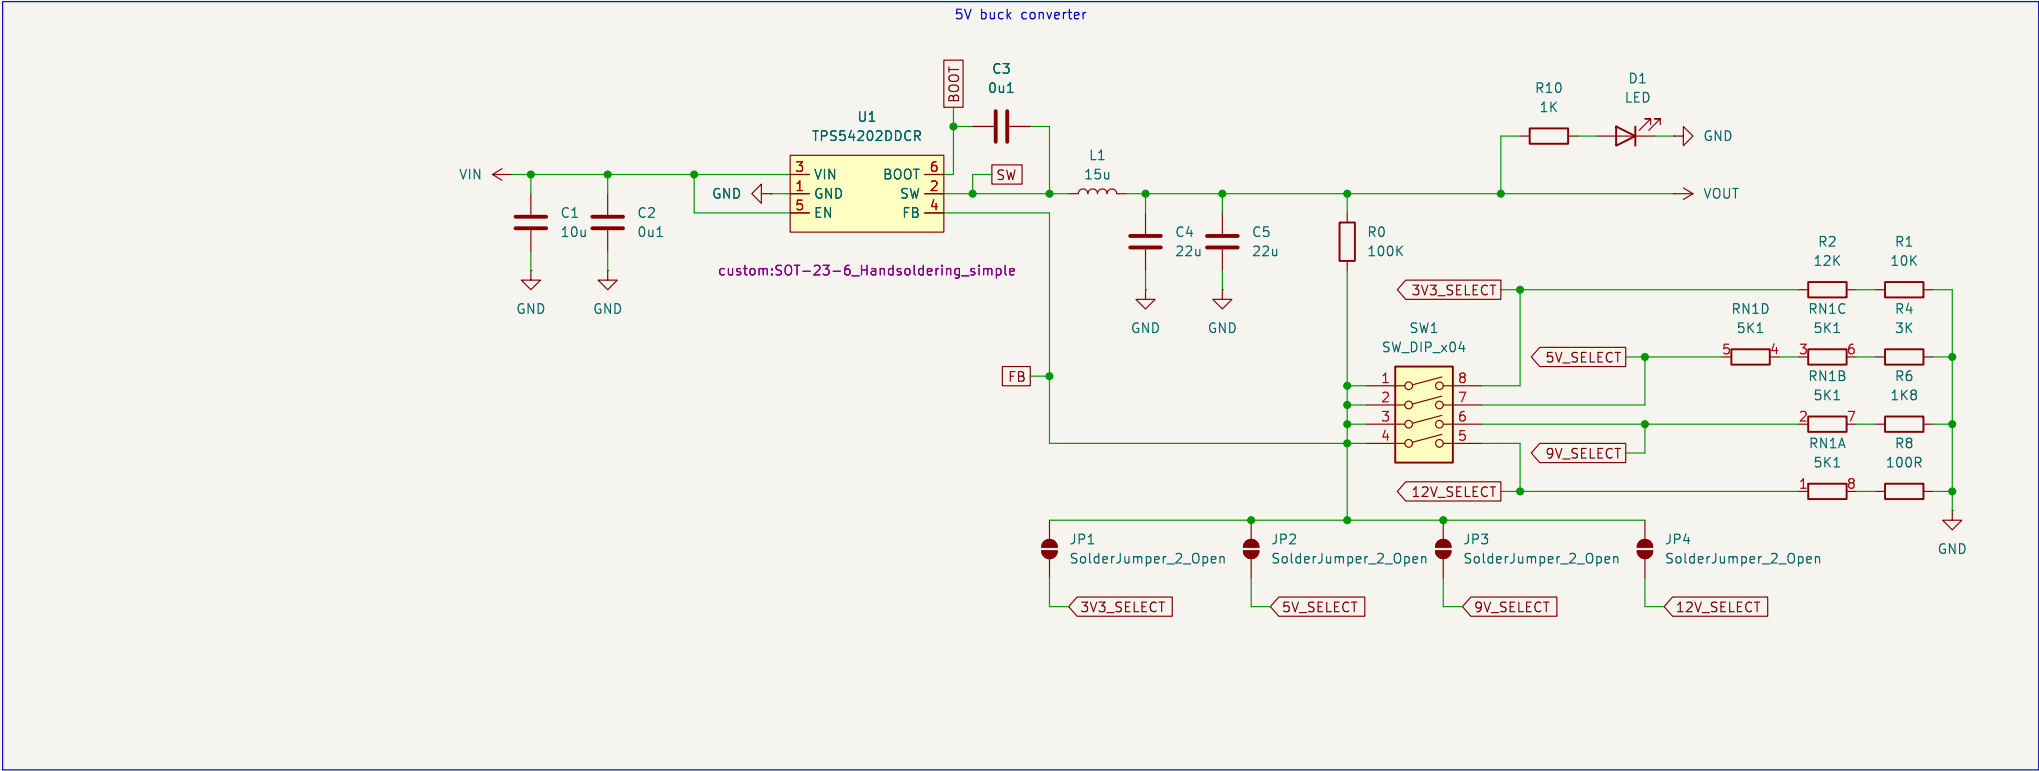 5V buck converter
BOOT
C3
0u1
U1
TPS54202DDCR
R10
1K
D1
LED
GND
VIN
3 VIN BOOT 6
GND 1 GND SW 2
5 EN FB 4
SW
L1
15u
VOUT
C1
10u
C2
0u1
GND
GND
custom:SOT-23-6_Handsoldering_simple
C4
22u
C5
22u
GND
GND
R0
100K
3V3_SELECT
R2
12K
R1
10K
SW1
SW_DIP_x04
5V_SELECT
RN1D
5K1
5 4
RN1C
5K1
3 6
R4
3K
FB
1 8
2 7
3 6
4 5
RN1B
5K1
2 7
R6
1K8
9V_SELECT
RN1A
5K1
1 8
R8
100R
12V_SELECT
GND
JP1
SolderJumper_2_Open
JP2
SolderJumper_2_Open
JP3
SolderJumper_2_Open
JP4
SolderJumper_2_Open
3V3_SELECT
5V_SELECT
9V_SELECT
12V_SELECT